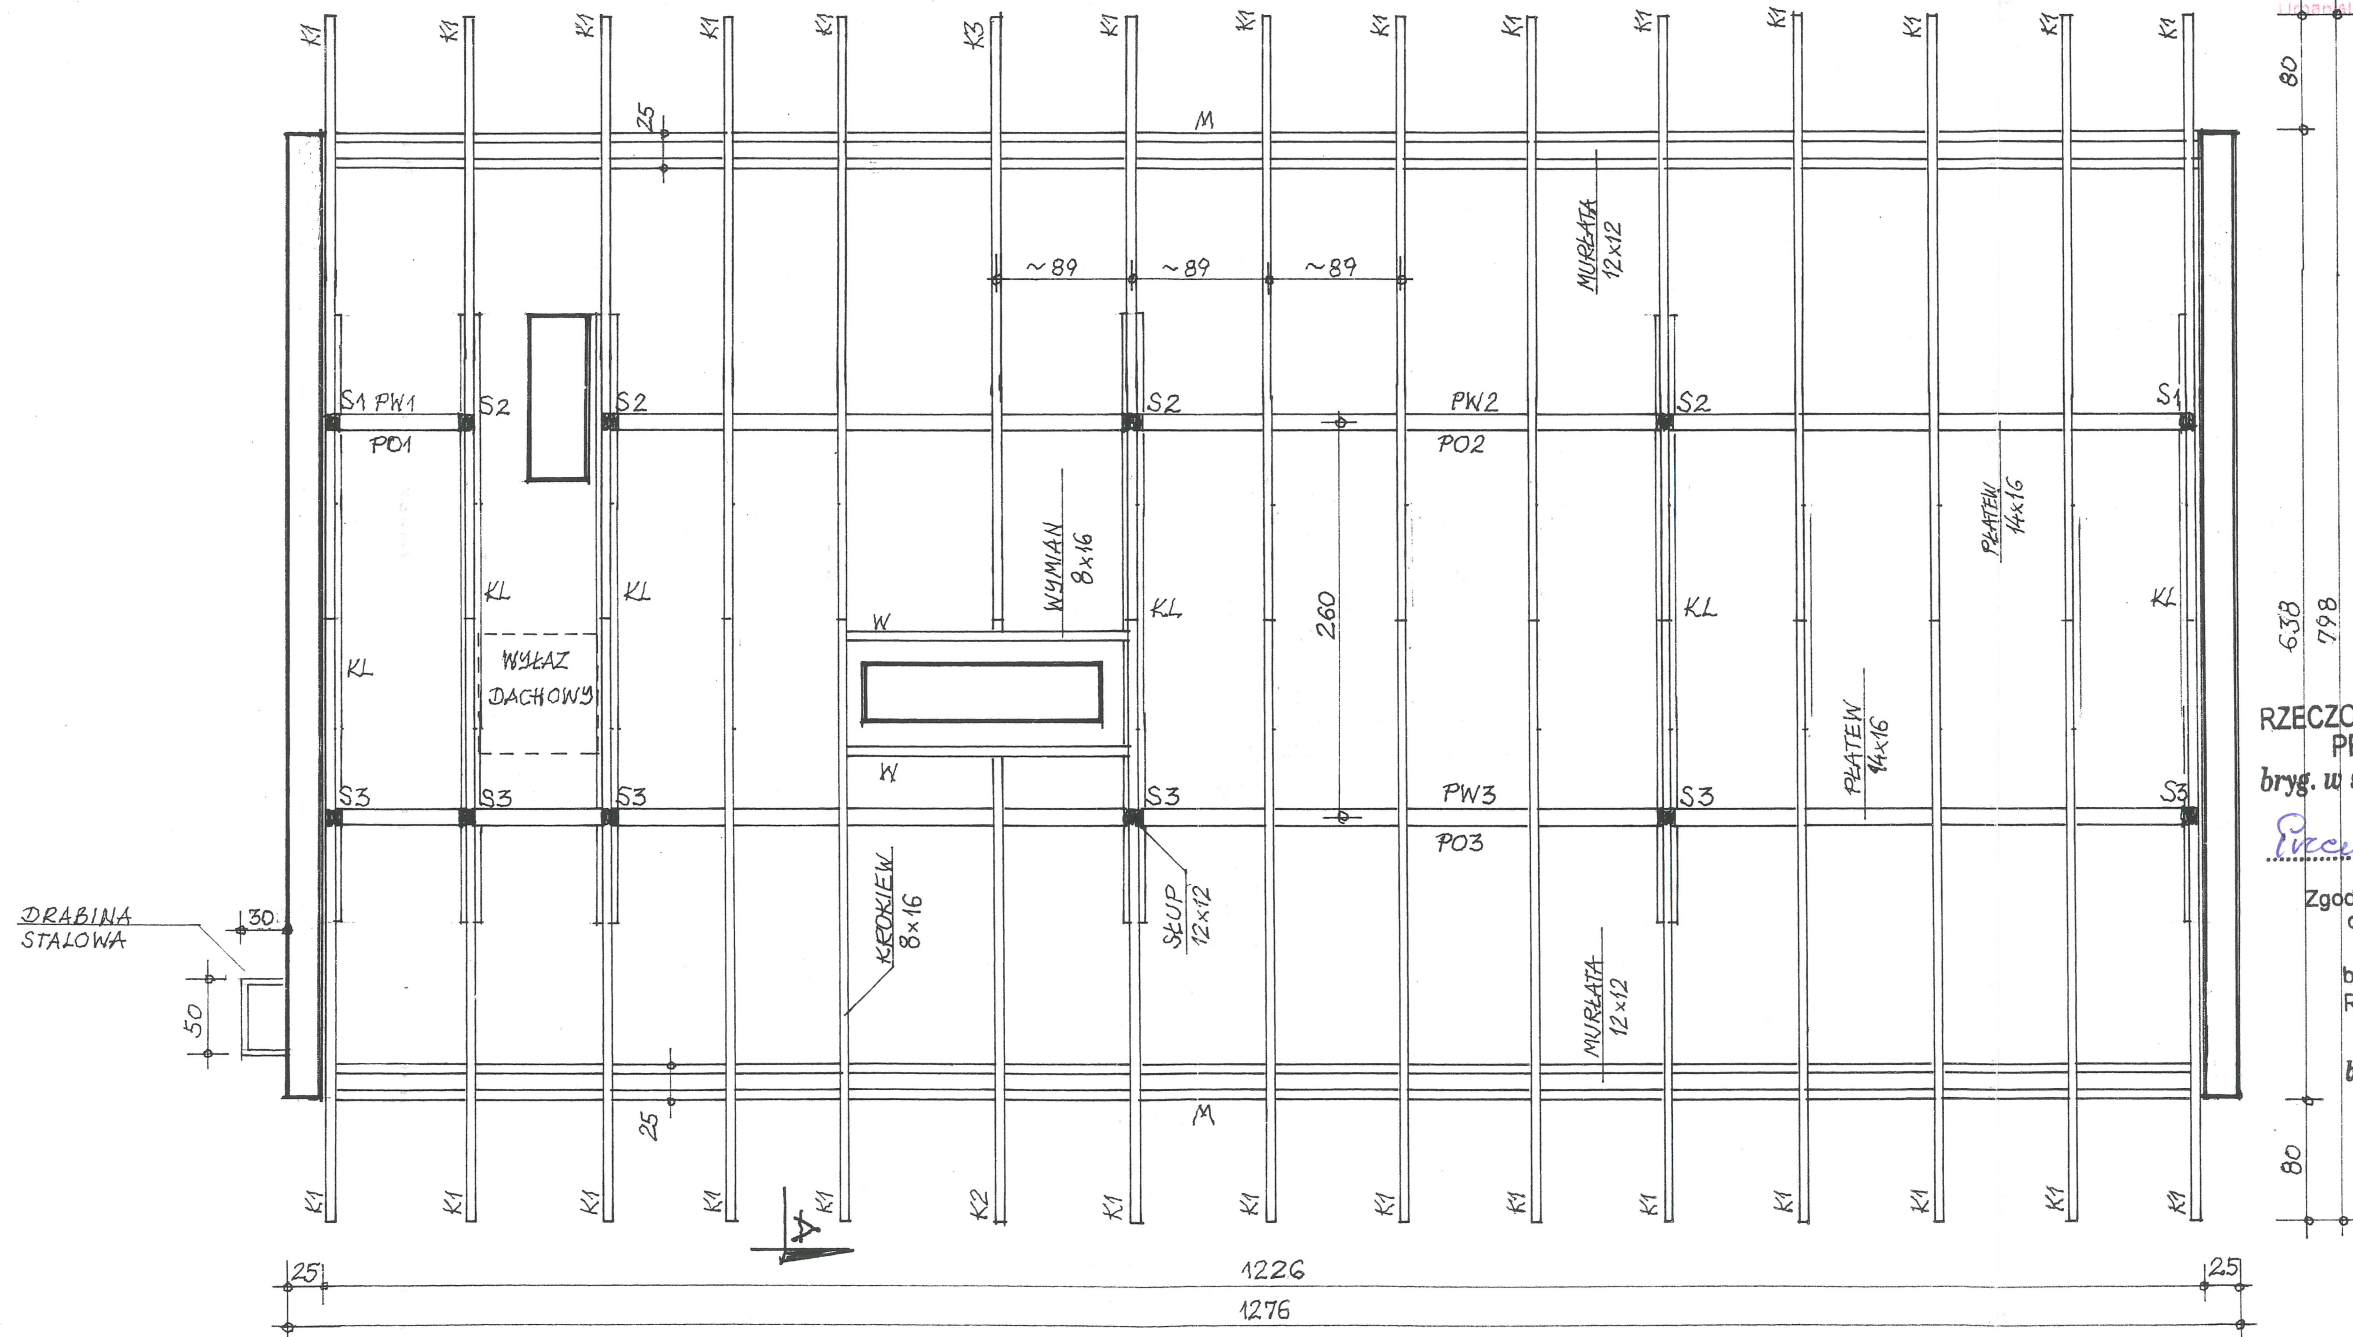 K1 K1 K1 K1 K1 K3 K1 K1 K1 K1 K1 K1 K1 K1 K1
80
25
M
MURŁATA
12x12
~89 ~89 ~89
S1 PW1 S2 S2 S2 PW2 S2 S1
PO1 PO2
WYMIAN
8x16
PŁATEW
14x16
260
638
798
KL KL KL KL KL KL
W
WYŁAZ
DACHOWY
W
PŁATEW
14x16
RZECZO
bryg. w
S3 S3 S3 S3 PW3 S3 S3
PO3
KROKIEW
8x16
SŁUP
12x12
DRABINA
STALOWA
30
50
Zgod
MURŁATA
12x12
25
M
80
K1 K1 K1 K1 K1 K2 K1 K1 K1 K1 K1 K1 K1 K1 K1
A
25 1226 25
1276